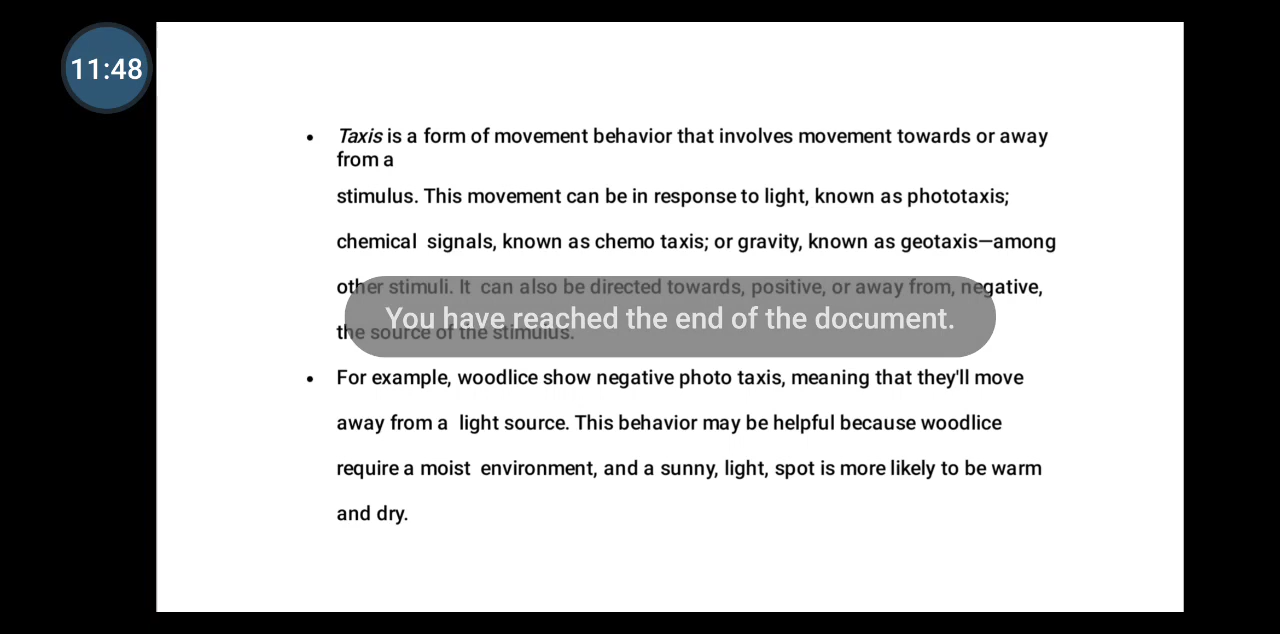 11:48
• Taxis is a form of movement behavior that involves movement towards or away
from a
stimulus. This movement can be in response to light, known as phototaxis;
chemical signals, known as chemo taxis; or gravity, known as geotaxis—among
other stimuli. It can also be directed towards, positive, or away from, negative,
You have reached the end of the document.
the source of the stimulus.
• For example, woodlice show negative photo taxis, meaning that they'll move
away from a light source. This behavior may be helpful because woodlice
require a moist environment, and a sunny, light, spot is more likely to be warm
and dry.